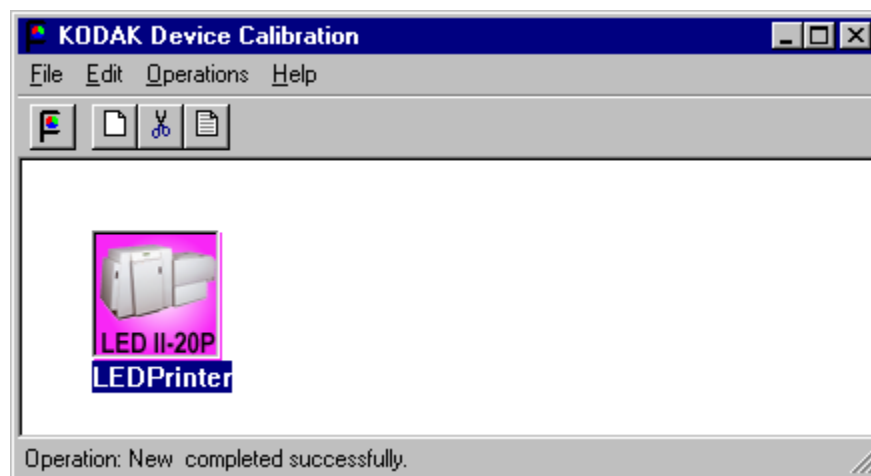 KODAK Device Calibration
File Edit Operations Help
LED II-20P
LEDPrinter
Operation: New completed successfully.